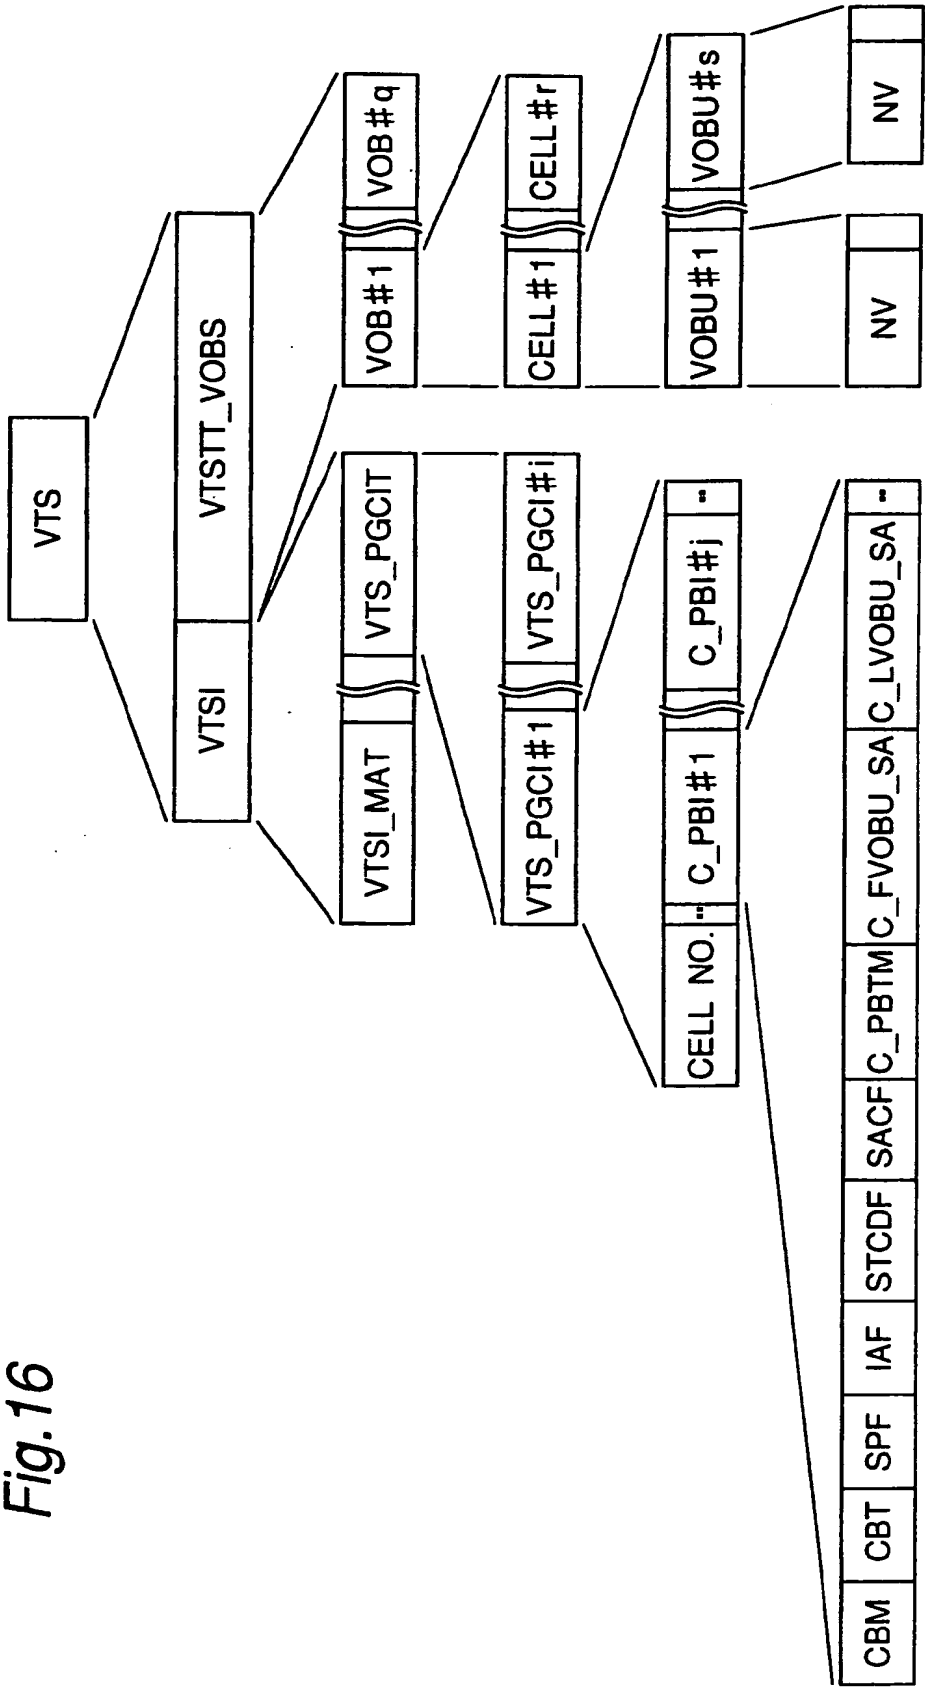 Fig.16
VTS
VTSI VTSTT_VOBS
VTSI_MAT VTS_PGCIT VOB#1 VOB#q
VTS_PGCI#1 VTS_PGCI#i CELL#1 CELL#r
CELL NO. •• C_PBI#1 C_PBI#j •• VOBU#1 VOBU#s
CBM CBT SPF IAF STCDF SACF C_PBTM C_FVOBU_SA C_LVOBU_SA •• NV NV